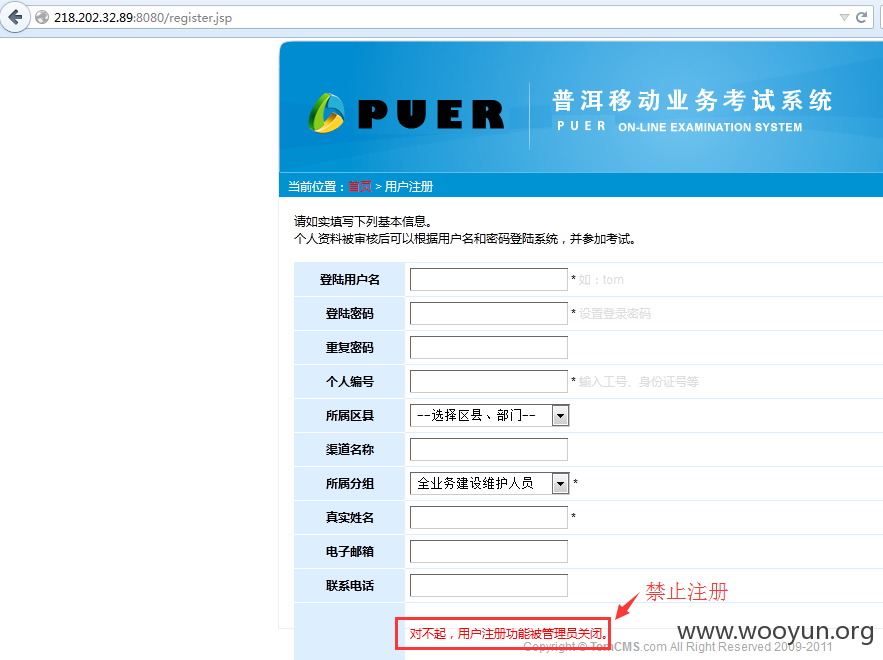 218.202.32.89:8080/register.jsp
PUER
普洱移动业务考试系统
PUER ON-LINE EXAMINATION SYSTEM
当前位置：首页 > 用户注册
请如实填写下列基本信息。
个人资料被审核后可以根据用户名和密码登陆系统，并参加考试。
登陆用户名 * 如：tom
登陆密码 * 设置登录密码
重复密码
个人编号 * 输入工号、身份证号等
所属区县 --选择区县、部门--
渠道名称
所属分组 全业务建设维护人员 *
真实姓名 *
电子邮箱
联系电话
禁止注册
对不起，用户注册功能被管理员关闭。
www.wooyun.org
Copyright © TomCMS.com All Right Reserved 2009-2011